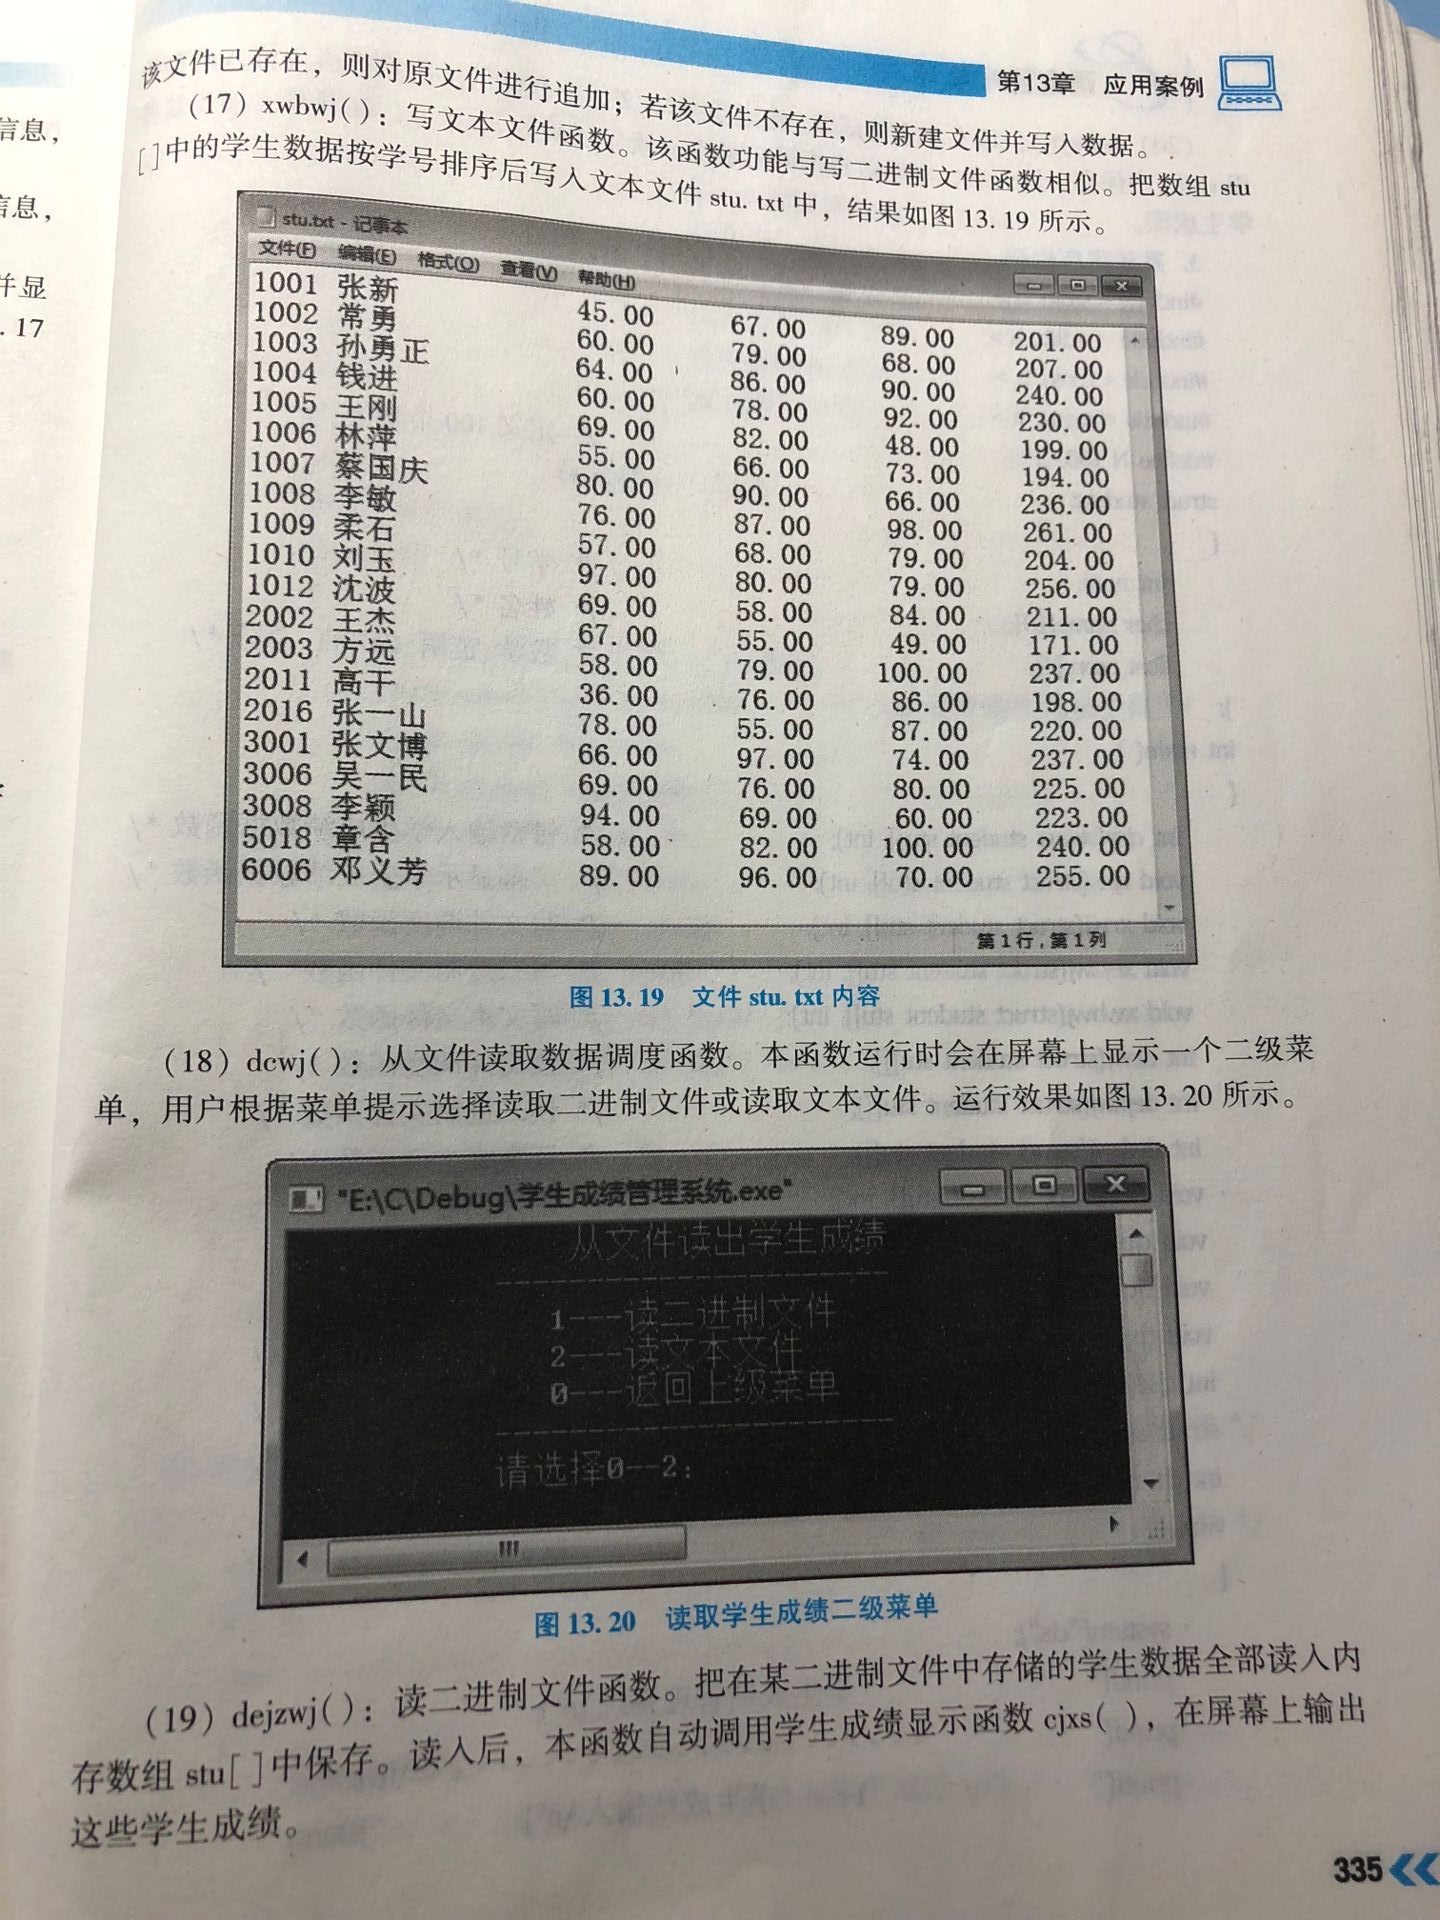 信息，
信息，
并显
. 17
第13章 应用案例
该文件已存在，则对原文件进行追加；若该文件不存在，则新建文件并写入数据。
（17）xwbwj( )：写文本文件函数。该函数功能与写二进制文件函数相似。把数组 stu
[ ]中的学生数据按学号排序后写入文本文件 stu. txt 中，结果如图 13. 19 所示。
stu.txt - 记事本
文件(F) 编辑(E) 格式(O) 查看(V) 帮助(H)
1001 张新 45.00 67.00 89.00 201.00
1002 常勇 60.00 79.00 68.00 207.00
1003 孙勇正 64.00 86.00 90.00 240.00
1004 钱进 60.00 78.00 92.00 230.00
1005 王刚 69.00 82.00 48.00 199.00
1006 林萍 55.00 66.00 73.00 194.00
1007 蔡国庆 80.00 90.00 66.00 236.00
1008 李敏 76.00 87.00 98.00 261.00
1009 柔石 57.00 68.00 79.00 204.00
1010 刘玉 97.00 80.00 79.00 256.00
1012 沈波 69.00 58.00 84.00 211.00
2002 王杰 67.00 55.00 49.00 171.00
2003 方远 58.00 79.00 100.00 237.00
2011 高干 36.00 76.00 86.00 198.00
2016 张一山 78.00 55.00 87.00 220.00
3001 张文博 66.00 97.00 74.00 237.00
3006 吴一民 69.00 76.00 80.00 225.00
3008 李颖 94.00 69.00 60.00 223.00
5018 章含 58.00 82.00 100.00 240.00
6006 邓义芳 89.00 96.00 70.00 255.00
第 1 行，第 1 列
图 13. 19 文件 stu. txt 内容
（18）dcwj( )：从文件读取数据调度函数。本函数运行时会在屏幕上显示一个二级菜
单，用户根据菜单提示选择读取二进制文件或读取文本文件。运行效果如图 13. 20 所示。
"E:\C\Debug\学生成绩管理系统.exe"
从文件读出学生成绩
------------------------
1---读二进制文件
2---读文本文件
0---返回上级菜单
------------------------
请选择0--2：
图 13. 20 读取学生成绩二级菜单
（19）dejzwj( )：读二进制文件函数。把在某二进制文件中存储的学生数据全部读入内
存数组 stu[ ]中保存。读入后，本函数自动调用学生成绩显示函数 cjxs( )，在屏幕上输出
这些学生成绩。
335